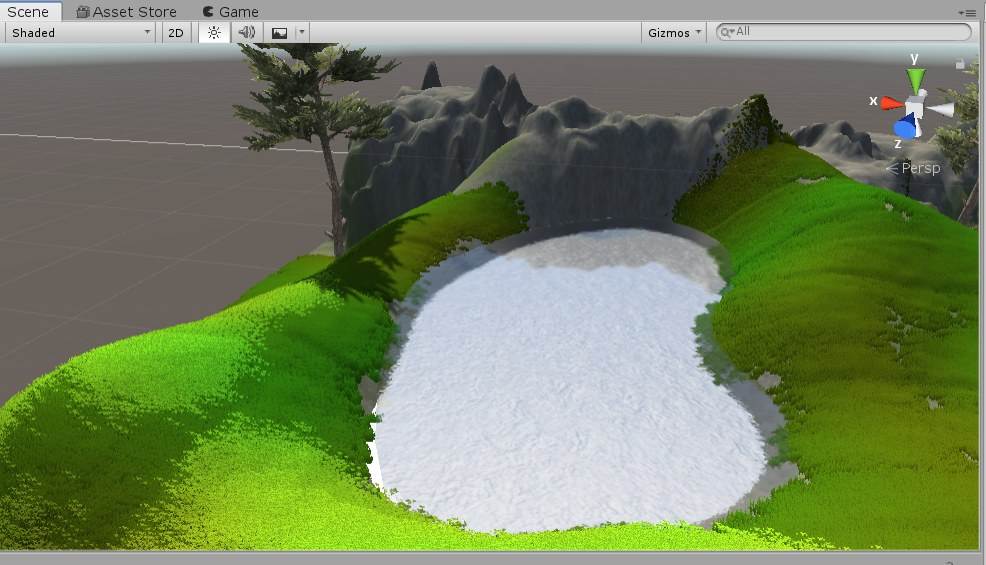 Scene Asset Store Game
Shaded 2D Gizmos All
y
x
z
Persp